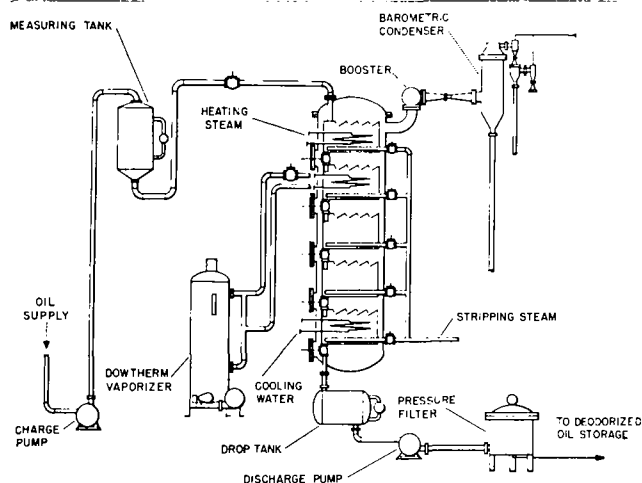 MEASURING TANK
BAROMETRIC
CONDENSER
BOOSTER
HEATING
STEAM
OIL
SUPPLY
STRIPPING STEAM
DOWTHERM
VAPORIZER
COOLING
WATER
PRESSURE
FILTER
CHARGE
PUMP
TO DEODORIZED
OIL STORAGE
DROP TANK
DISCHARGE PUMP